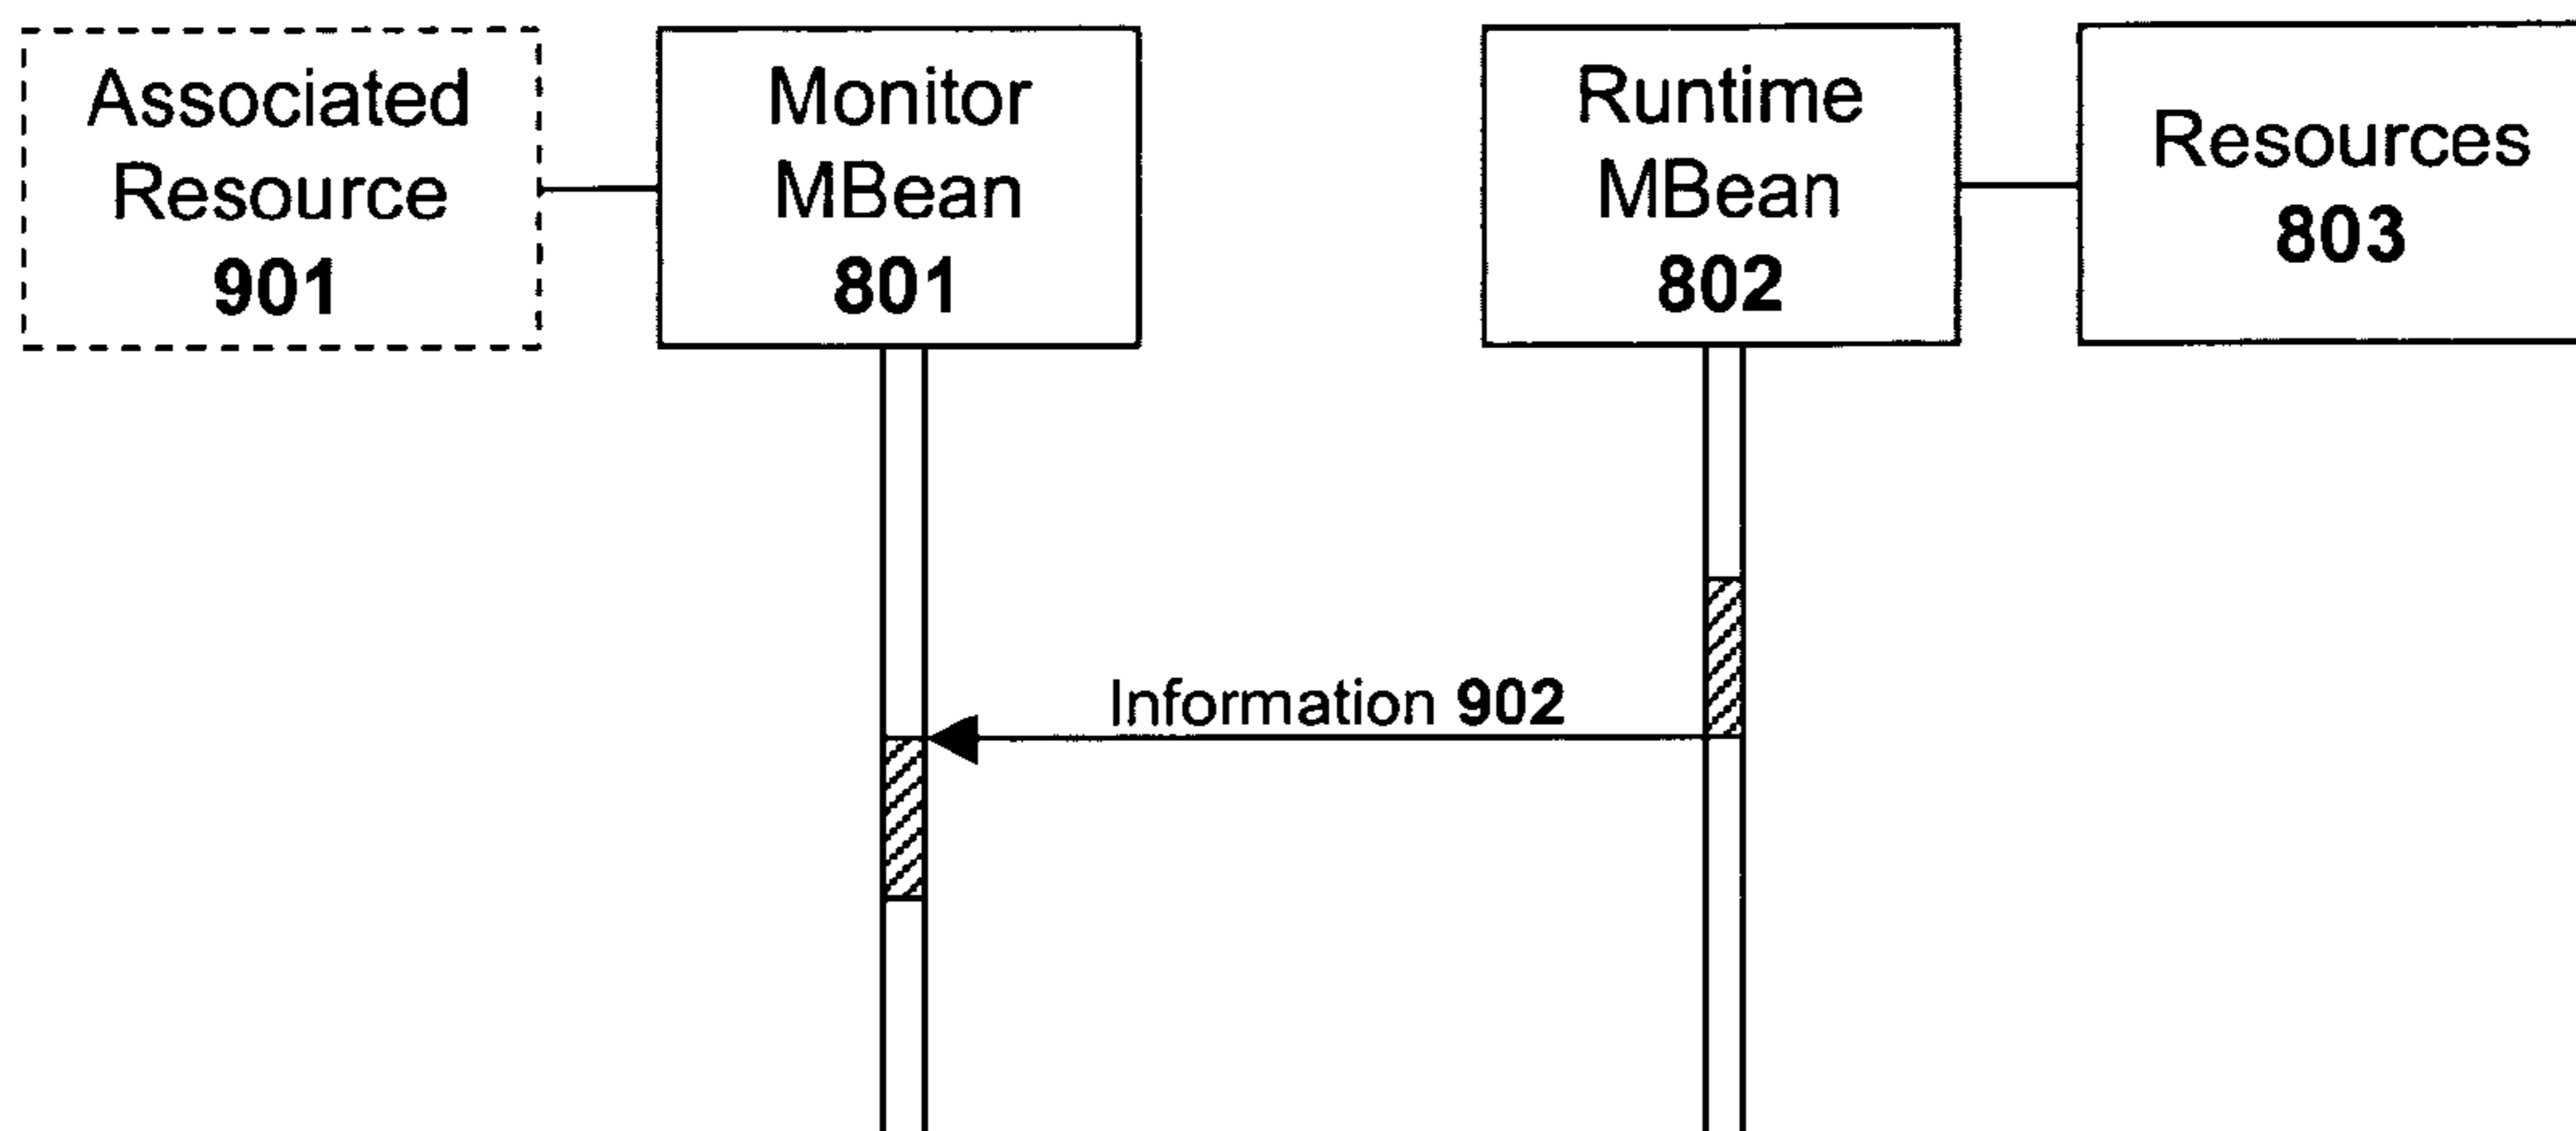 Associated
Resource
901
Monitor
MBean
801
Runtime
MBean
802
Resources
803
Information 902